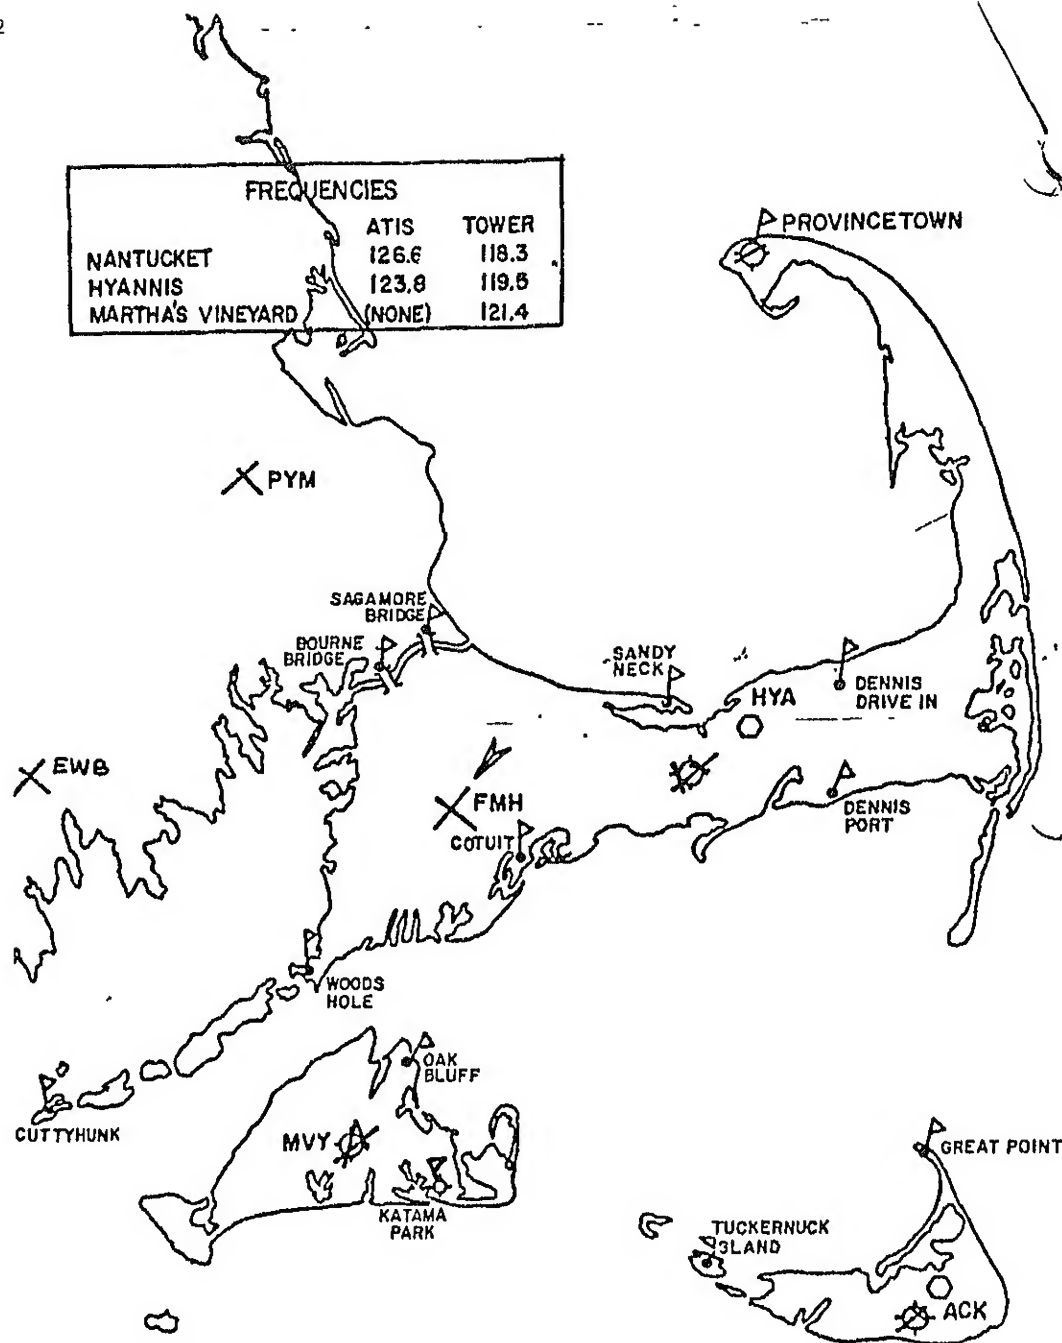 2
FREQUENCIES
ATIS TOWER
NANTUCKET 126.6 118.3
HYANNIS 123.8 119.5
MARTHA'S VINEYARD (NONE) 121.4
PROVINCETOWN
PYM
SAGAMORE
BRIDGE
BOURNE
BRIDGE
SANDY
NECK
HYA
DENNIS
DRIVE IN
EWB
FMH
COTUIT
DENNIS
PORT
WOODS
HOLE
OAK
BLUFF
CUTTYHUNK
MVY
KATAMA
PARK
GREAT POINT
TUCKERNUCK
3LAND
ACK